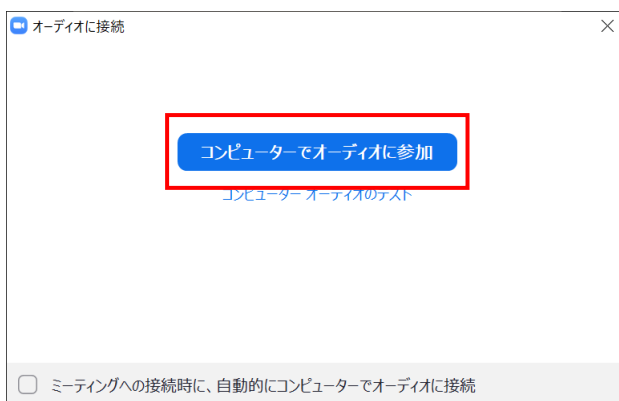 オーディオに接続
コンピューターでオーディオに参加
コンピューター オーディオのテスト
ミーティングへの接続時に、自動的にコンピューターでオーディオに接続